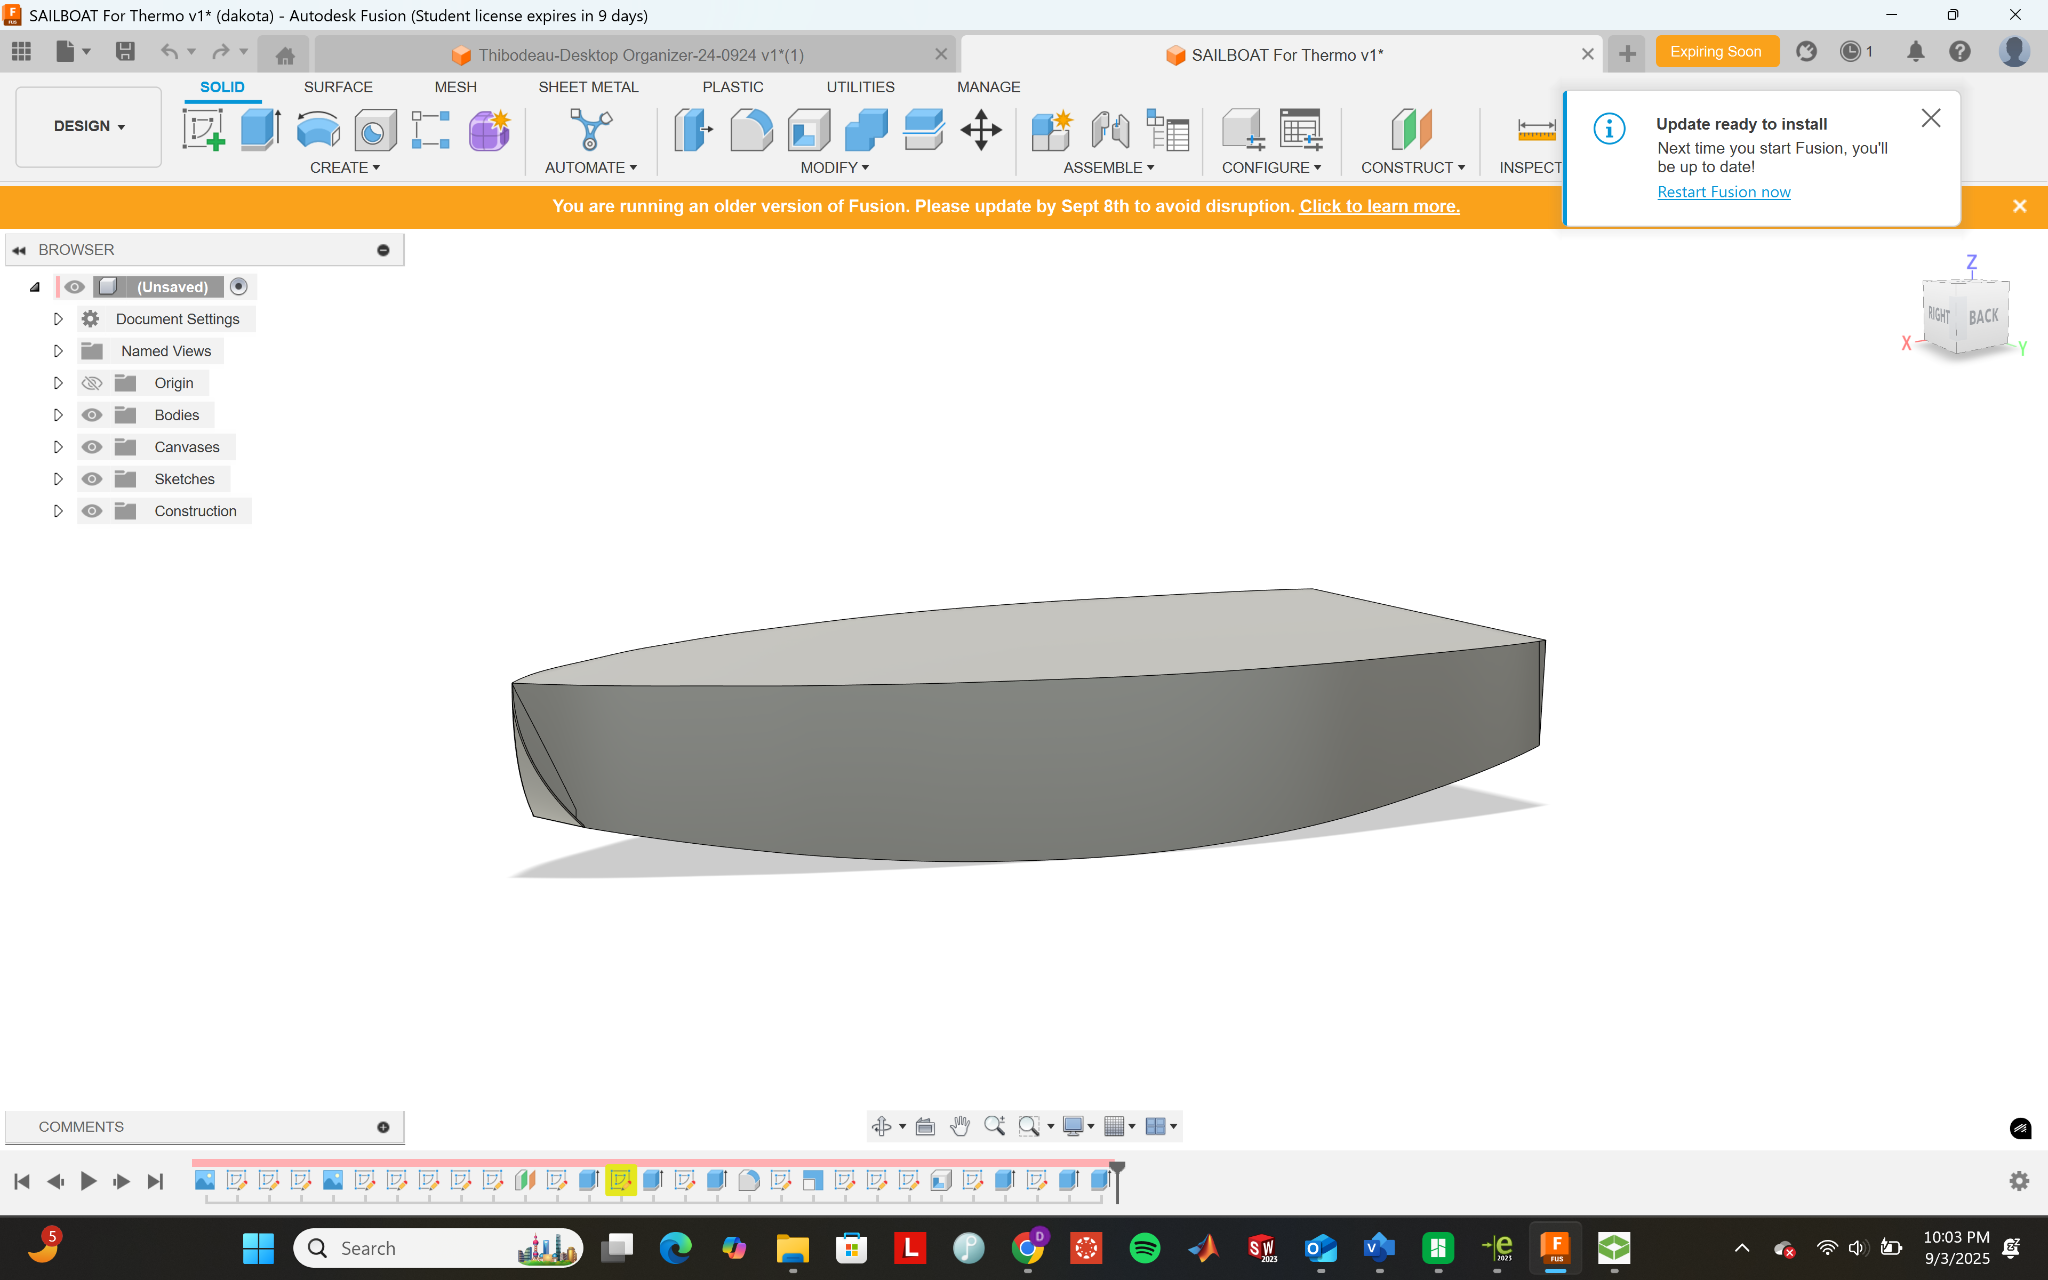 SAILBOAT For Thermo v1* (dakota) - Autodesk Fusion (Student license expires in 9 days)
Thibodeau-Desktop Organizer-24-0924 v1*(1)
SAILBOAT For Thermo v1*
Expiring Soon
1
SOLID
SURFACE
MESH
SHEET METAL
PLASTIC
UTILITIES
MANAGE
DESIGN
CREATE
AUTOMATE
MODIFY
ASSEMBLE
CONFIGURE
CONSTRUCT
INSPECT
Update ready to install
Next time you start Fusion, you'll
be up to date!
Restart Fusion now
You are running an older version of Fusion. Please update by Sept 8th to avoid disruption. Click to learn more.
BROWSER
(Unsaved)
Document Settings
Named Views
Origin
Bodies
Canvases
Sketches
Construction
Z
RIGHT
BACK
X
Y
COMMENTS
5
Search
L
D
SW
2023
e
2023
F
FUS
10:03 PM
9/3/2025